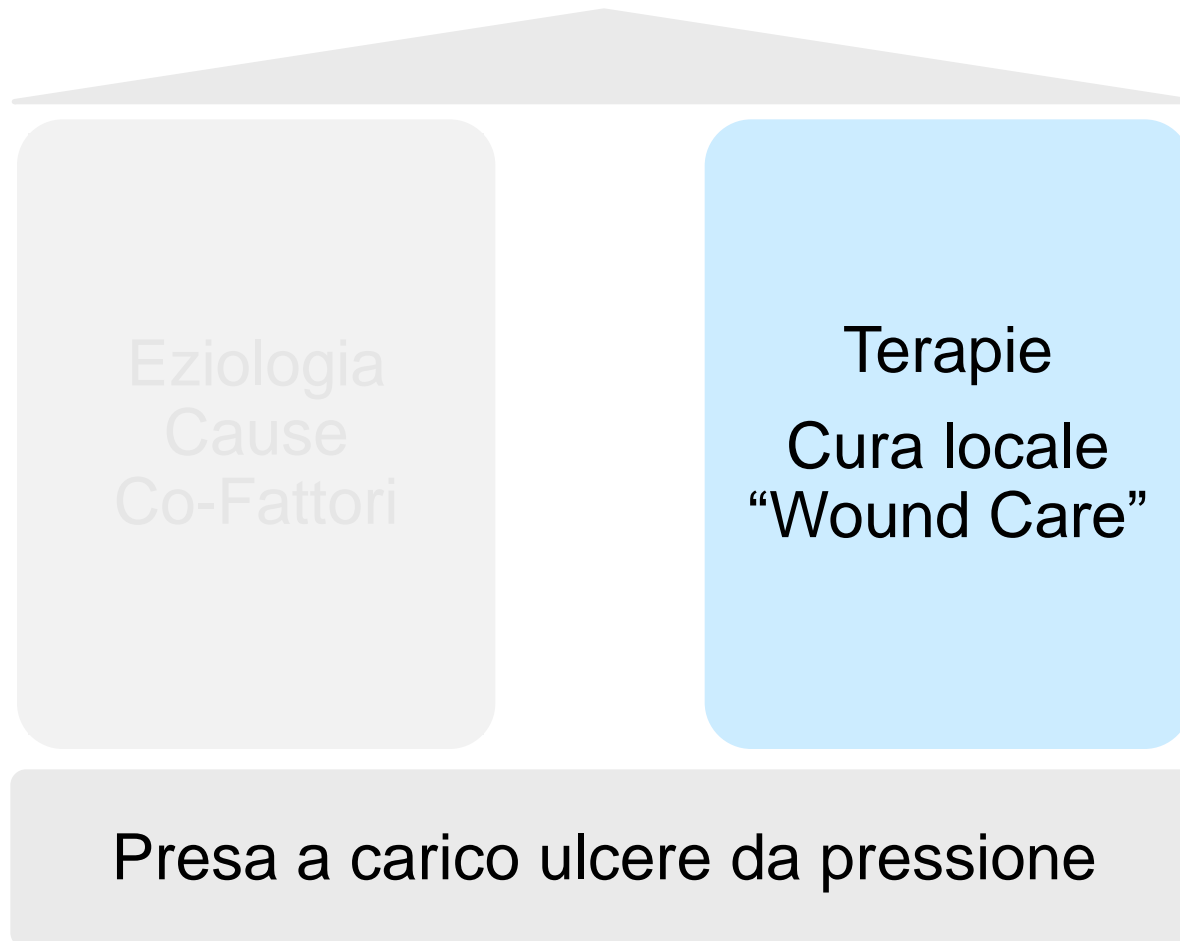 Eziologia
Cause
Co-Fattori
Terapie
Cura locale
“Wound Care”
Presa a carico ulcere da pressione